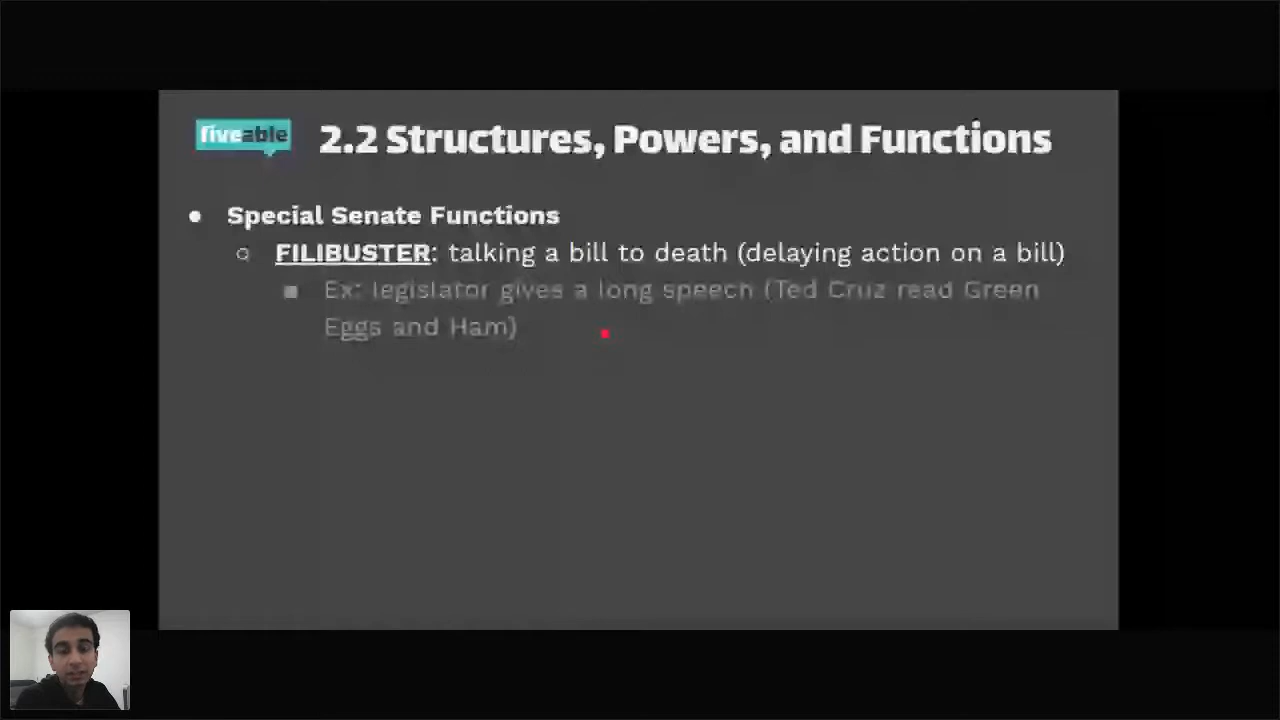 fiveable
2.2 Structures, Powers, and Functions
● Special Senate Functions
○ FILIBUSTER: talking a bill to death (delaying action on a bill)
■ Ex: legislator gives a long speech (Ted Cruz read Green
Eggs and Ham)